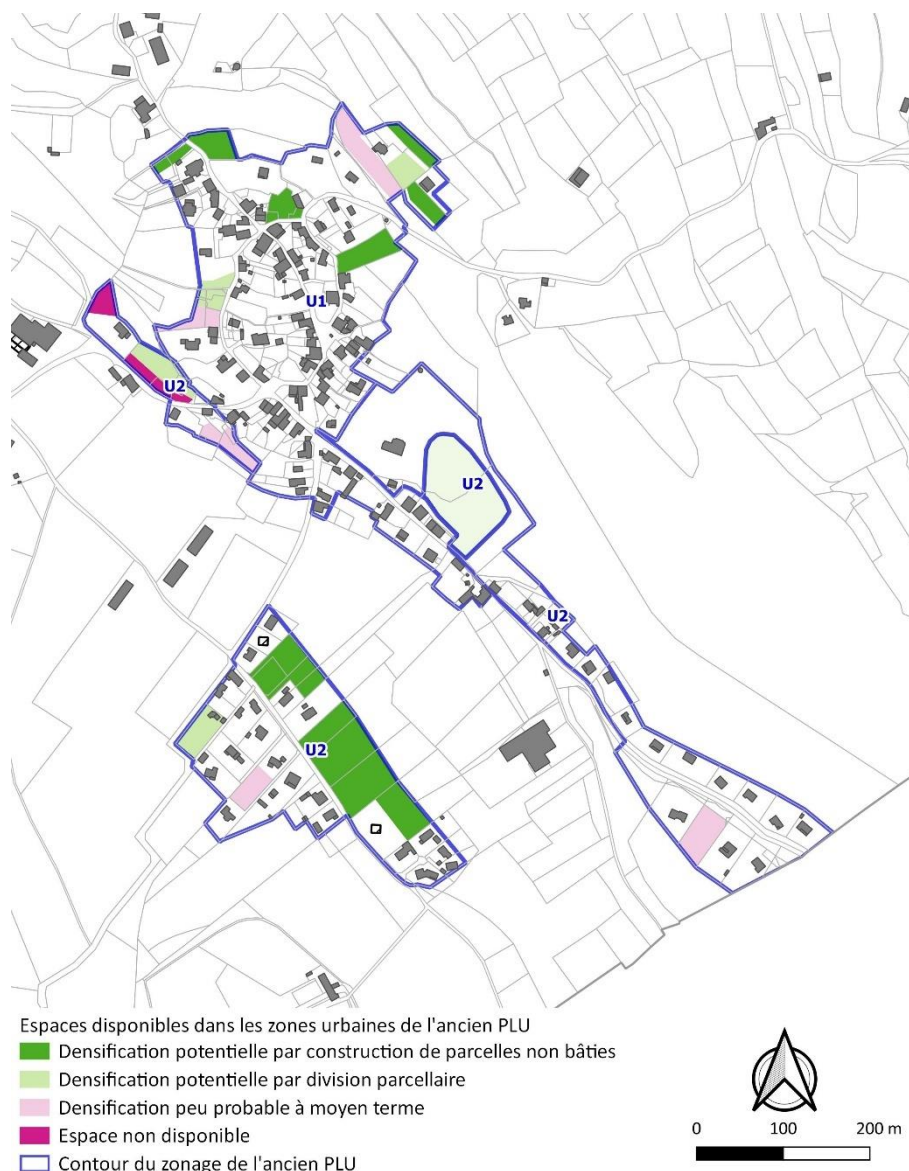 U1
U2
U2
U2
U2
Espaces disponibles dans les zones urbaines de l'ancien PLU
Densification potentielle par construction de parcelles non bâties
Densification potentielle par division parcellaire
Densification peu probable à moyen terme
Espace non disponible
Contour du zonage de l'ancien PLU
0 100 200 m